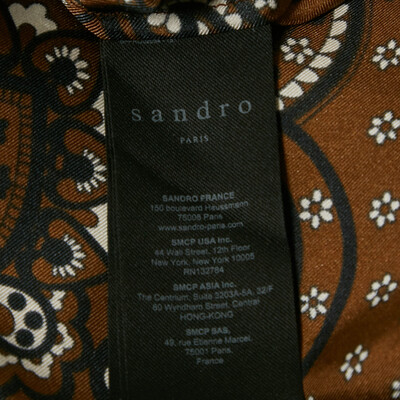 sandro
PARIS
SANDRO FRANCE
150 boulevard Haussmann
75008 Paris
www.sandro-paris.com
SMCP USA Inc.
44 Wall Street, 12th Floor
New York, New York 10005
RN132764
SMCP ASIA Inc.
The Centrium, Suite 3203A-5A, 32/F
60 Wyndham Street, Central
HONG-KONG
SMCP SAS,
49, rue Etienne Marcel,
75001 Paris
FRANCE